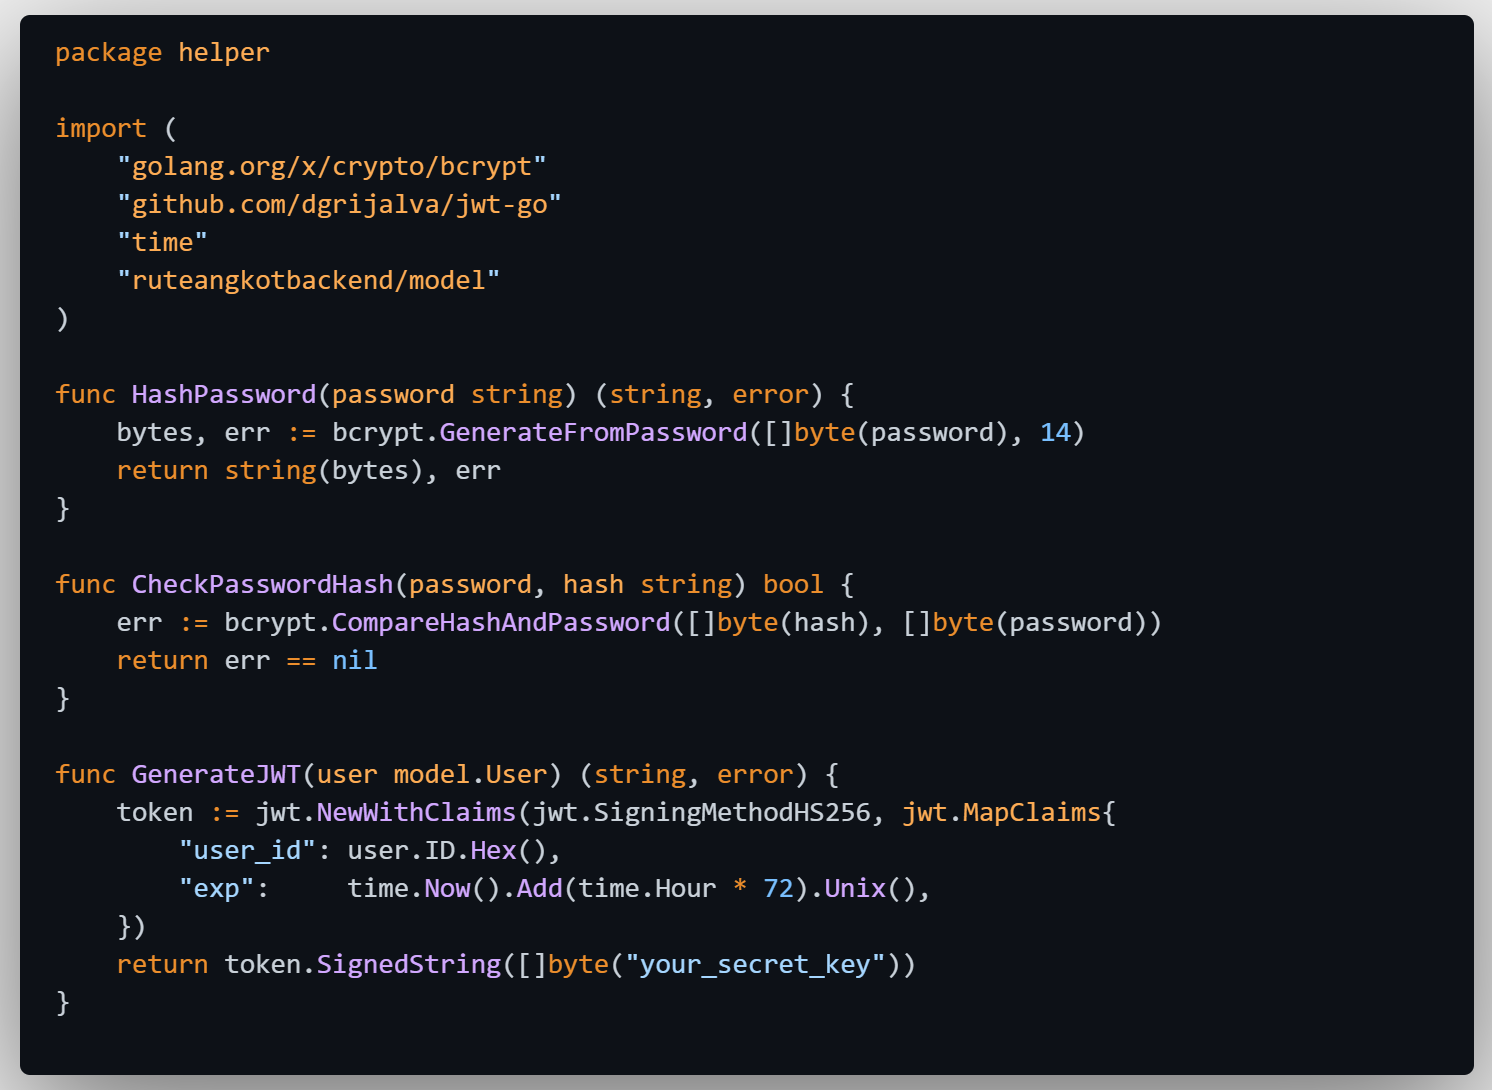 package helper
import (
"golang.org/x/crypto/bcrypt"
"github.com/dgrijalva/jwt-go"
"time"
"ruteangkotbackend/model"
)
func HashPassword(password string) (string, error) {
bytes, err := bcrypt.GenerateFromPassword([]byte(password), 14)
return string(bytes), err
}
func CheckPasswordHash(password, hash string) bool {
err := bcrypt.CompareHashAndPassword([]byte(hash), []byte(password))
return err == nil
}
func GenerateJWT(user model.User) (string, error) {
token := jwt.NewWithClaims(jwt.SigningMethodHS256, jwt.MapClaims{
"user_id": user.ID.Hex(),
"exp":     time.Now().Add(time.Hour * 72).Unix(),
})
return token.SignedString([]byte("your_secret_key"))
}